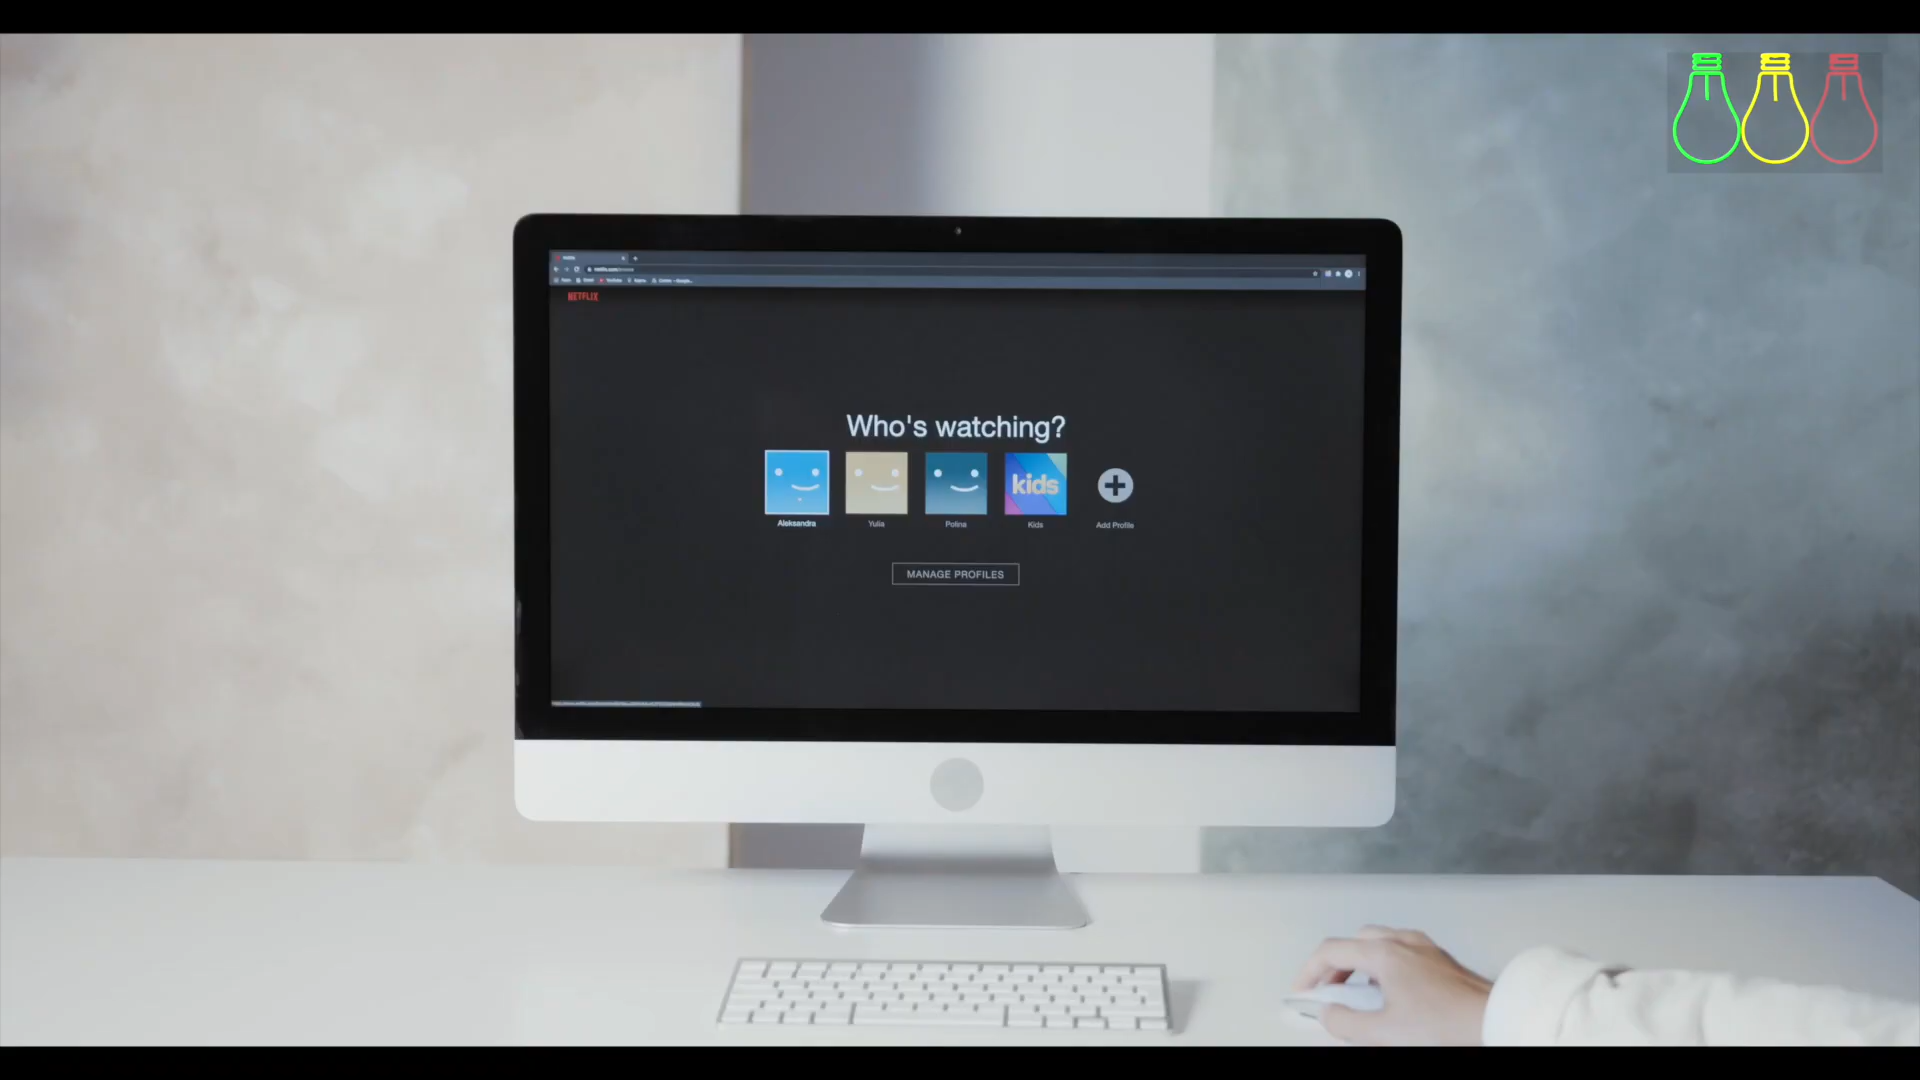 NETFLIX
Who's watching?
kids
Aleksandra
Yulia
Polina
Kids
Add Profile
MANAGE PROFILES